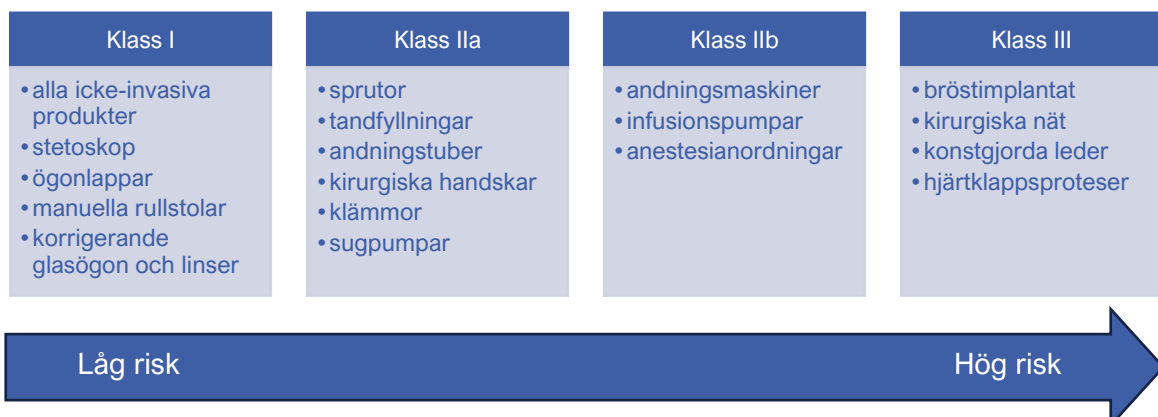 Klass I
• alla icke-invasiva
produkter
• stetoskop
• ögonlappar
• manuella rullstolar
• korrigerande
glasögon och linser
Klass IIa
• sprutor
• tandfyllningar
• andningstuber
• kirurgiska handskar
• klämmor
• sugpumpar
Klass IIb
• andningsmaskiner
• infusionspumpar
• anestesianordningar
Klass III
• bröstimplantat
• kirurgiska nät
• konstgjorda leder
• hjärtklappsproteser
Låg risk
Hög risk